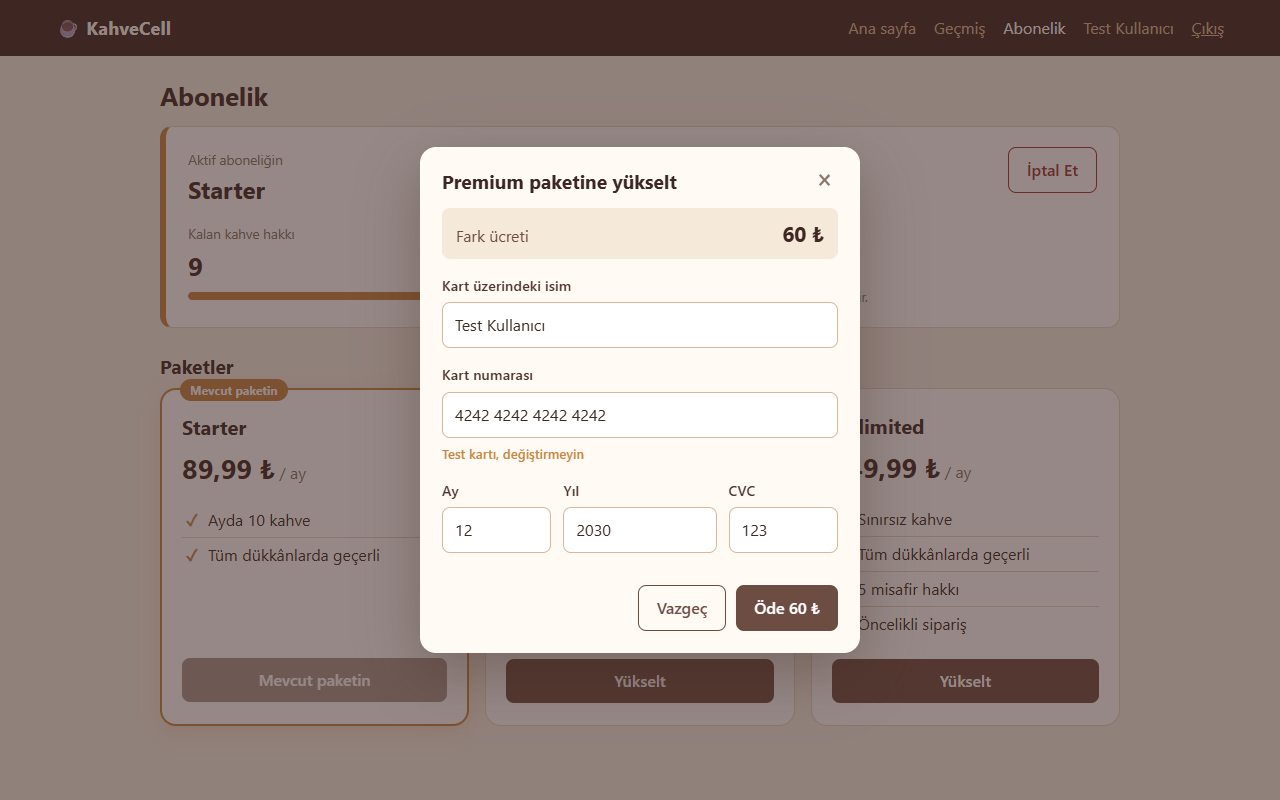 KahveCell
Ana sayfa Geçmiş Abonelik Test Kullanıcı Çıkış
Abonelik
Aktif aboneliğin
Starter
İptal Et
Kalan kahve hakkı
9
r.
Premium paketine yükselt
×
Fark ücreti 60 ₺
Kart üzerindeki isim
Test Kullanıcı
Kart numarası
4242 4242 4242 4242
Test kartı, değiştirmeyin
Ay Yıl CVC
12 2030 123
Vazgeç Öde 60 ₺
Paketler
Mevcut paketin
Starter
89,99 ₺ / ay
✓ Ayda 10 kahve
✓ Tüm dükkânlarda geçerli
Mevcut paketin
Yükselt
limited
9,99 ₺ / ay
Sınırsız kahve
Tüm dükkânlarda geçerli
5 misafir hakkı
Öncelikli sipariş
Yükselt